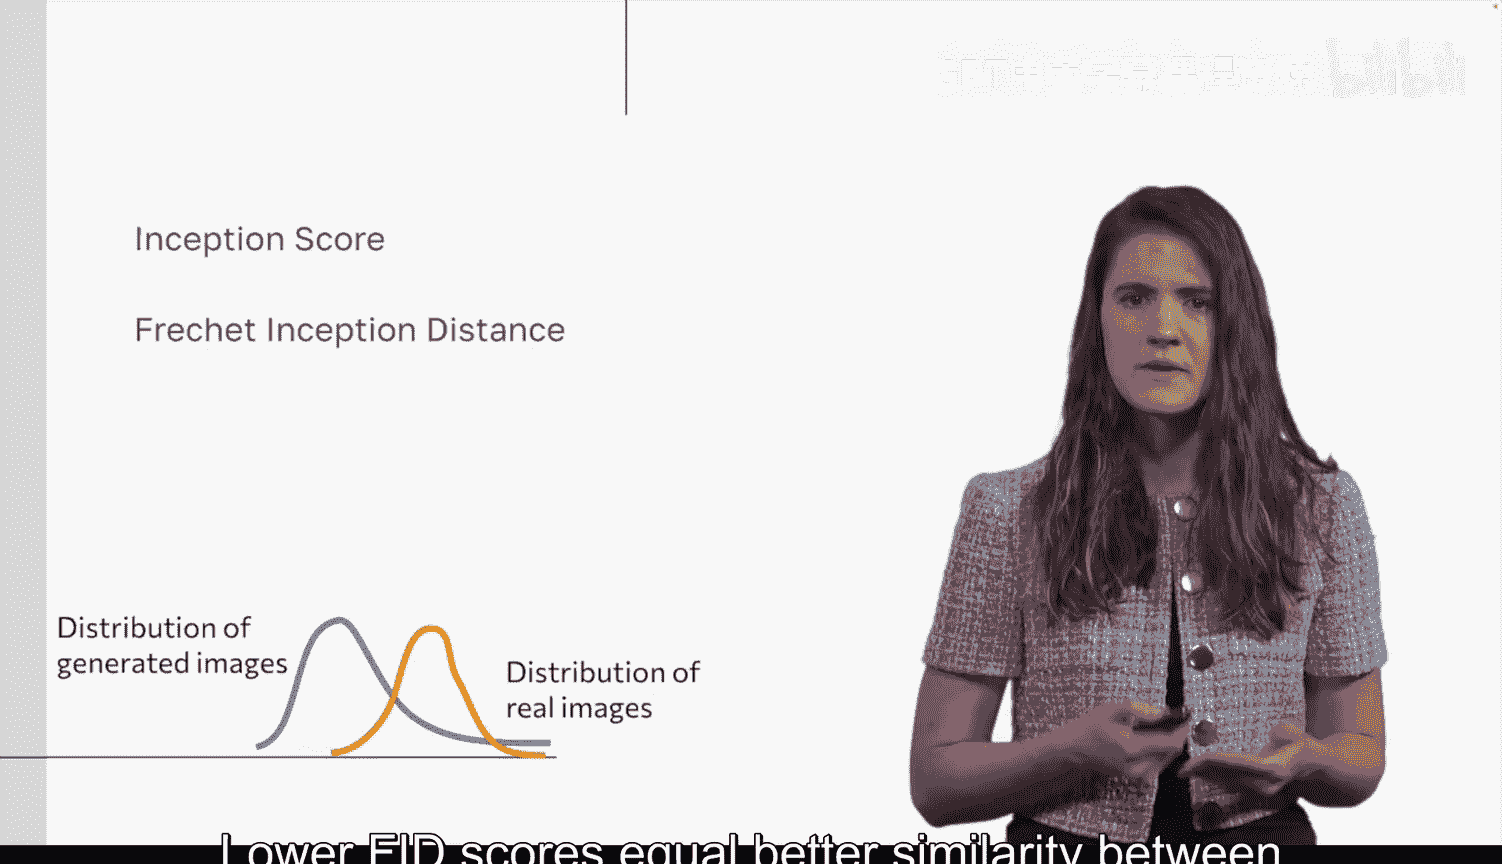 Inception Score
Frechet Inception Distance
Distribution of
generated images
Distribution of
real images
Lower FID scores equal better similarity between
bilibili